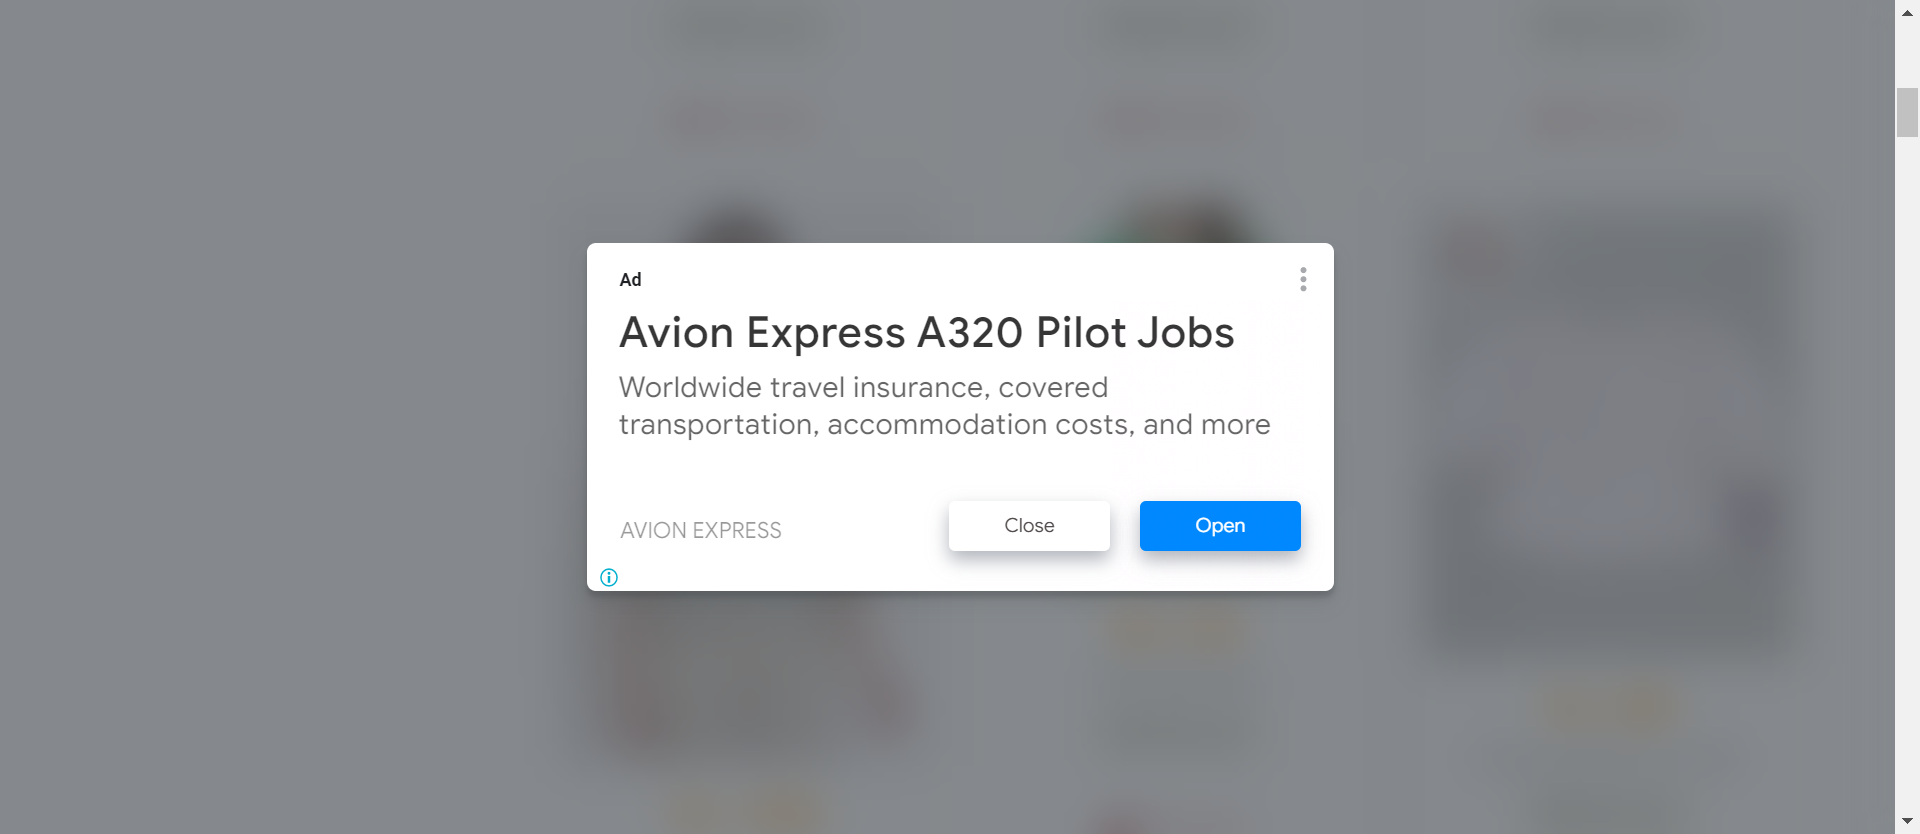 Ad
Avion Express A320 Pilot Jobs
Worldwide travel insurance, covered
transportation, accommodation costs, and more
AVION EXPRESS
Close
Open